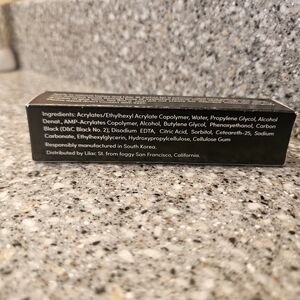 Ingredients: Acrylates/Ethylhexyl Acrylate Copolymer, Water, Propylene Glycol, Alcohol
Denat., AMP-Acrylates Copolymer, Alcohol, Butylene Glycol, Phenoxyethanol, Carbon
Black (D&C Black No. 2), Disodium EDTA, Citric Acid, Sorbitol, Ceteareth-25, Sodium
Carbonate, Ethylhexylglycerin, Hydroxypropylcellulose, Cellulose Gum
Responsibly manufactured in South Korea.
Distributed by Lilac St. from foggy San Francisco, California.